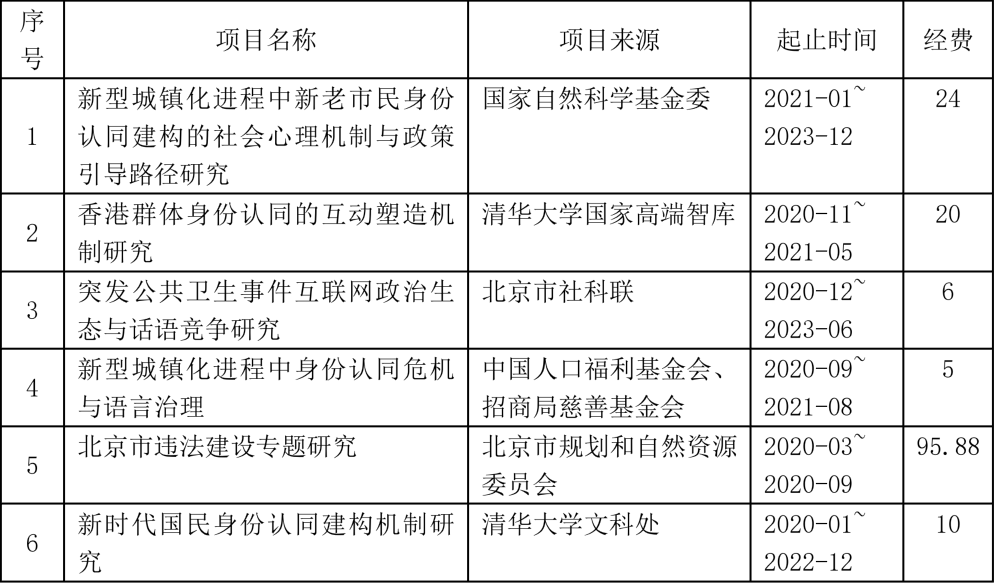 序号 项目名称 项目来源 起止时间 经费
1 新型城镇化进程中新老市民身份 国家自然科学基金委 2021-01~ 24
认同建构的社会心理机制与政策 2023-12
引导路径研究
2 香港群体身份认同的互动塑造机 清华大学国家高端智库 2020-11~ 20
制研究 2021-05
3 突发公共卫生事件互联网政治生 北京市社科联 2020-12~ 6
态与话语竞争研究 2023-06
4 新型城镇化进程中身份认同危机 中国人口福利基金会、 2020-09~ 5
与语言治理 招商局慈善基金会 2021-08
5 北京市违法建设专题研究 北京市规划和自然资源 2020-03~ 95.88
委员会 2020-09
6 新时代国民身份认同建构机制研 清华大学文科处 2020-01~ 10
究 2022-12